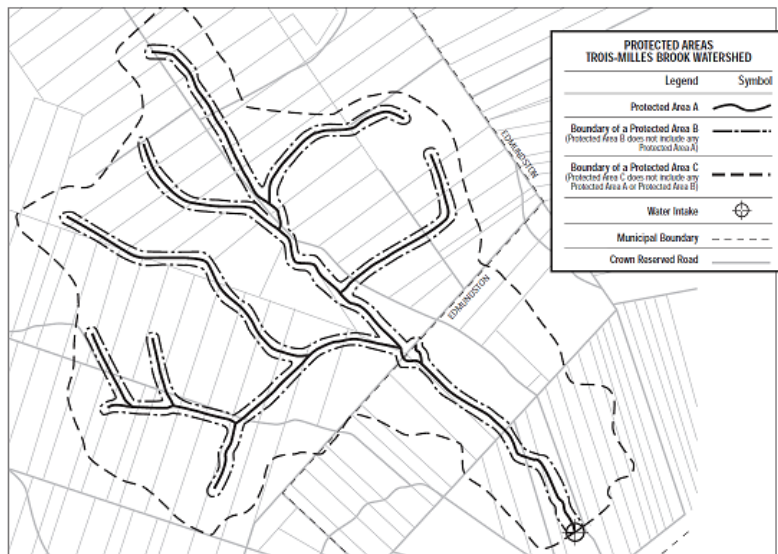 PROTECTED AREAS
TROIS-MILLES BROOK WATERSHED
Legend Symbol
Protected Area A
Boundary of a Protected Area B
(Protected Area B does not include any
Protected Area A)
Boundary of a Protected Area C
(Protected Area C does not include any
Protected Area A or Protected Area B)
Water Intake
Municipal Boundary
Crown Reserved Road
EDMUNDSTON
EDMUNDSTON